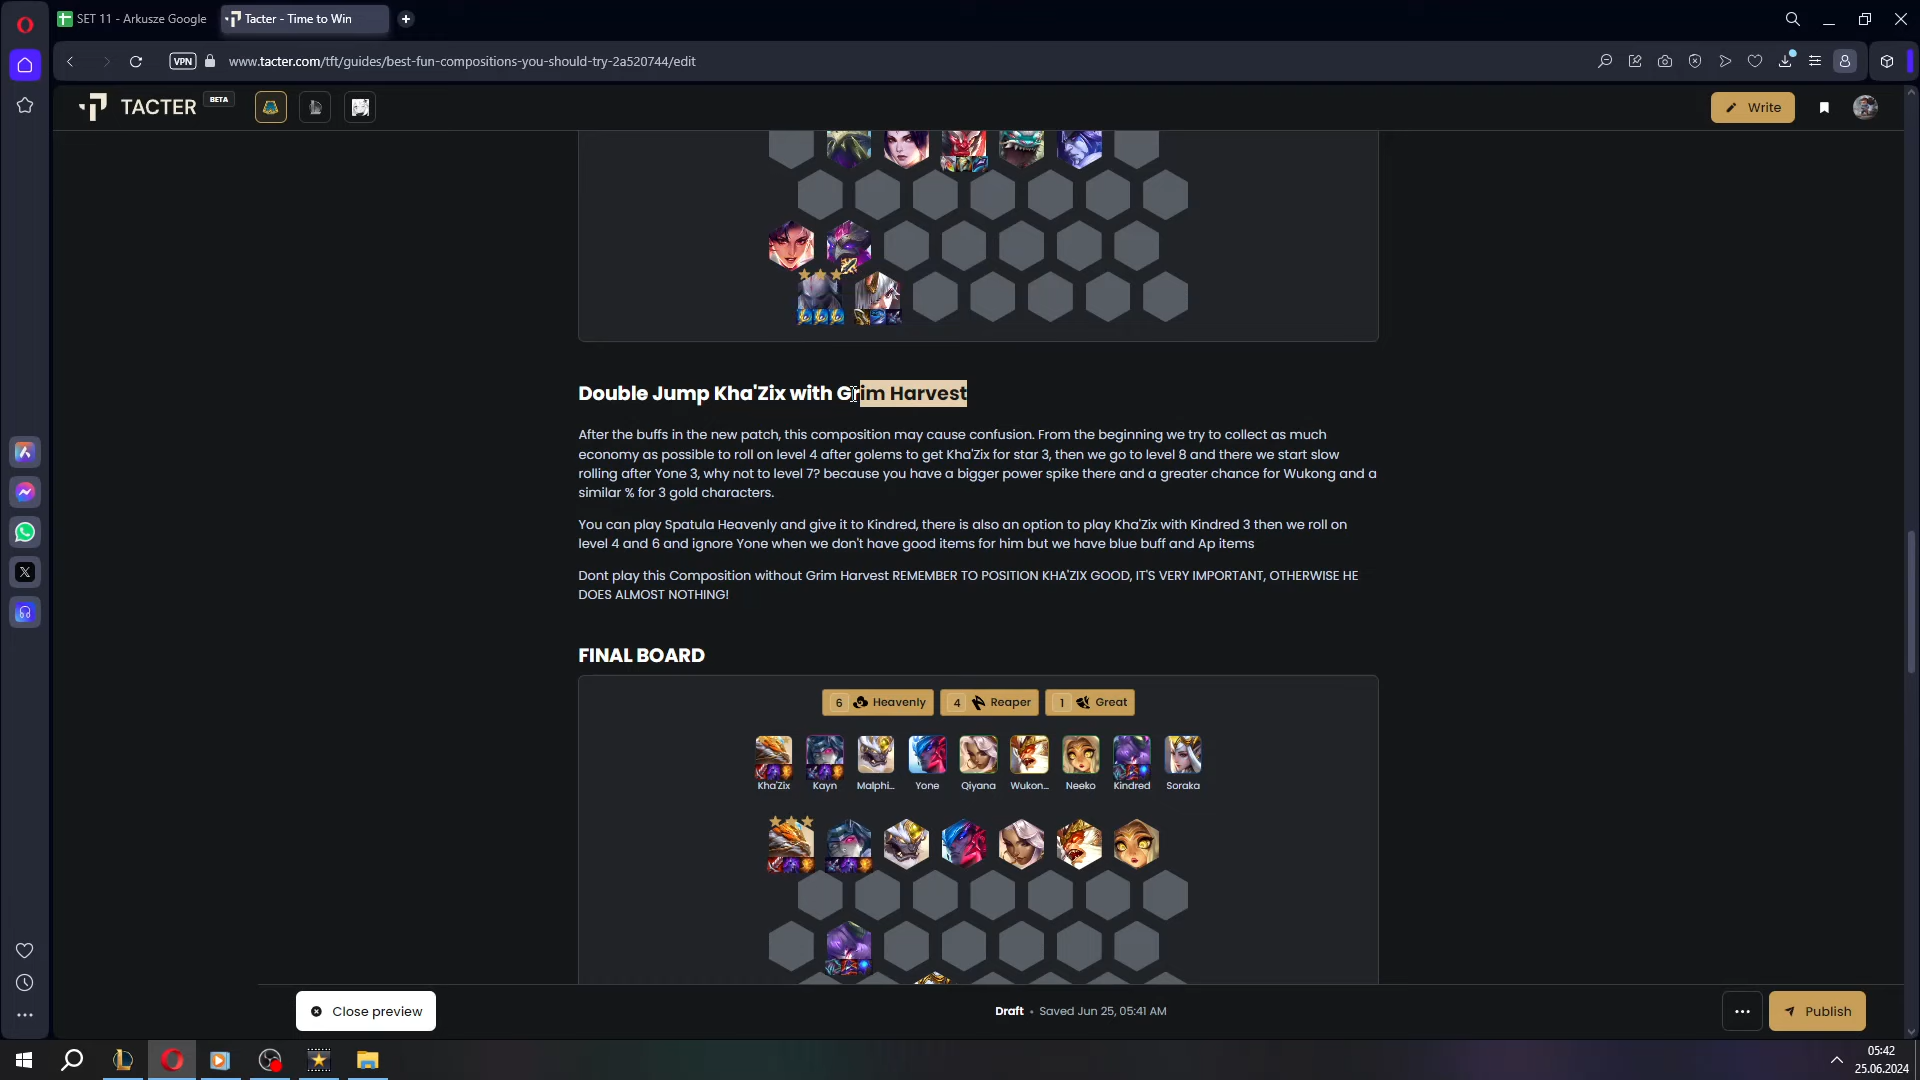 SET 11 - Arkusze Google
Tacter - Time to Win
VPN
www.tacter.com/tft/guides/best-fun-compositions-you-should-try-2a520744/edit
TACTER BETA
Write
Double Jump Kha'Zix with Grim Harvest
After the buffs in the new patch, this composition may cause confusion. From the beginning we try to collect as much
economy as possible to roll on level 4 after golems to get Kha'Zix for star 3, then we go to level 8 and there we start slow
rolling after Yone 3, why not to level 7? because you have a bigger power spike there and a greater chance for Wukong and a
similar % for 3 gold characters.
You can play Spatula Heavenly and give it to Kindred, there is also an option to play Kha'Zix with Kindred 3 then we roll on
level 4 and 6 and ignore Yone when we don't have good items for him but we have blue buff and Ap items
Dont play this Composition without Grim Harvest REMEMBER TO POSITION KHA'ZIX GOOD, IT'S VERY IMPORTANT, OTHERWISE HE
DOES ALMOST NOTHING!
FINAL BOARD
6 Heavenly 4 Reaper 1 Great
Kha'Zix Kayn Malphi... Yone Qiyana Wukon... Neeko Kindred Soraka
Close preview
Draft • Saved Jun 25, 05:41 AM
Publish
05:42
25.06.2024